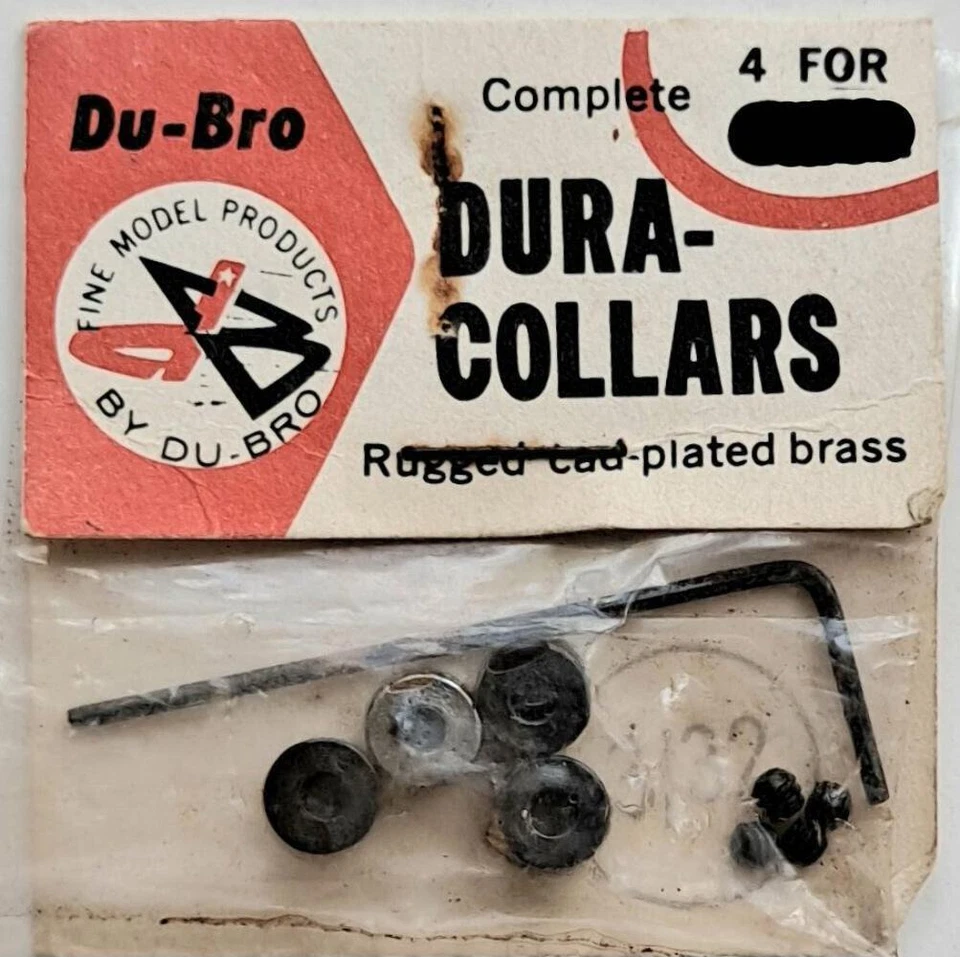 Du-Bro
FINE MODEL PRODUCTS
BY DU-BRO
Complete
4 FOR
DURA-
COLLARS
Rugged cad-plated brass